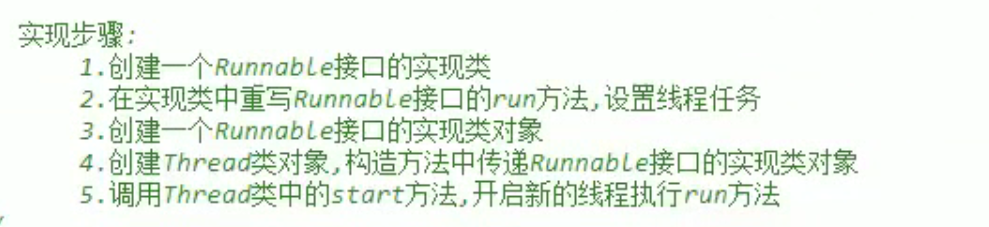 实现步骤:
1.创建一个Runnable接口的实现类
2.在实现类中重写Runnable接口的run方法,设置线程任务
3.创建一个Runnable接口的实现类对象
4.创建Thread类对象,构造方法中传递Runnable接口的实现类对象
5.调用Thread类中的start方法,开启新的线程执行run方法